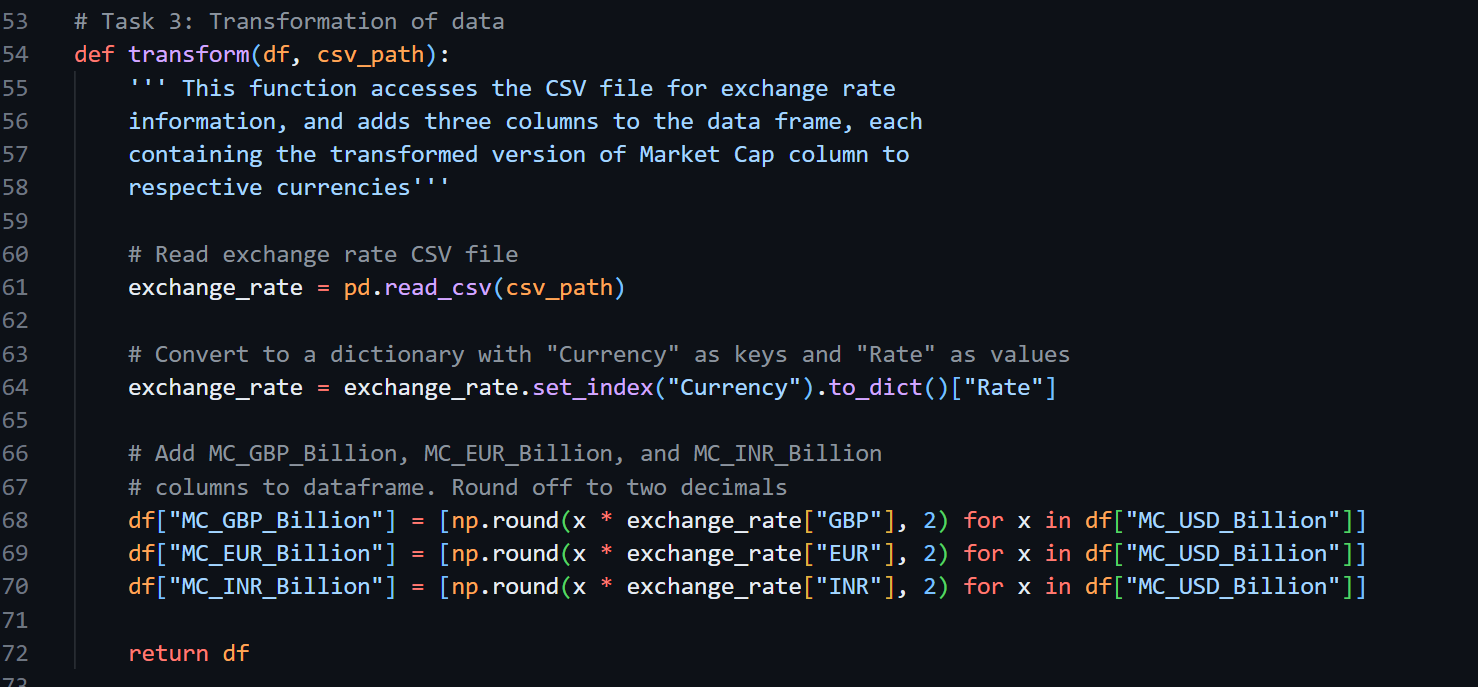 53 # Task 3: Transformation of data
54 def transform(df, csv_path):
55     ''' This function accesses the CSV file for exchange rate
56     information, and adds three columns to the data frame, each
57     containing the transformed version of Market Cap column to
58     respective currencies'''
59
60     # Read exchange rate CSV file
61     exchange_rate = pd.read_csv(csv_path)
62
63     # Convert to a dictionary with "Currency" as keys and "Rate" as values
64     exchange_rate = exchange_rate.set_index("Currency").to_dict()["Rate"]
65
66     # Add MC_GBP_Billion, MC_EUR_Billion, and MC_INR_Billion
67     # columns to dataframe. Round off to two decimals
68     df["MC_GBP_Billion"] = [np.round(x * exchange_rate["GBP"], 2) for x in df["MC_USD_Billion"]]
69     df["MC_EUR_Billion"] = [np.round(x * exchange_rate["EUR"], 2) for x in df["MC_USD_Billion"]]
70     df["MC_INR_Billion"] = [np.round(x * exchange_rate["INR"], 2) for x in df["MC_USD_Billion"]]
71
72     return df
73